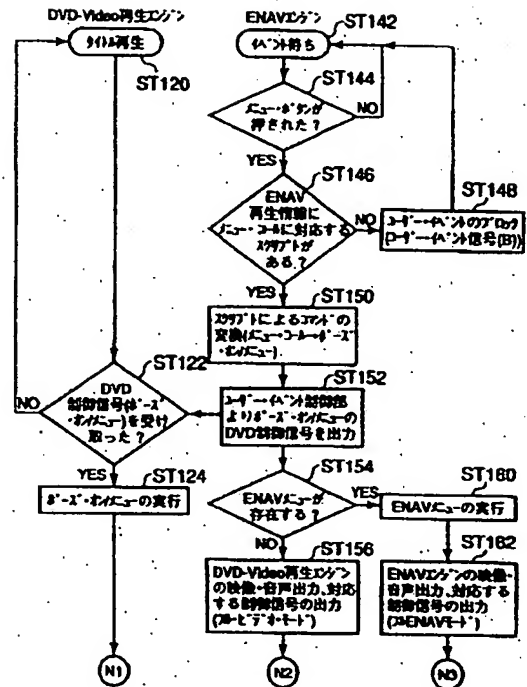 DVD-Video再生エンジン
タイトル再生
ST120
ENAVエンジン
イベント待ち
ST142
メニュー・ボタンが
押された?
ST144
NO
YES
ENAV
再生情報に
メニュー・コールに対応する
スクリプトが
ある?
ST146
NO
ユーザー・イベントのブロック
(ユーザー・イベント信号(B))
ST148
YES
スクリプトによるコマンドの
変換(メニュー・コール→ポーズ
・オン/メニュー)
ST150
ST122
DVD
制御信号(ポーズ
・オン/メニュー)を受け
取った?
NO
YES
ユーザー・イベント制御部
よりポーズ・オン/メニューの
DVD制御信号を出力
ST152
ST124
ポーズ・オン/メニューの実行
ENAVメニューが
存在する?
ST154
YES
NO
ENAVメニューの実行
ST160
DVD-Video再生エンジン
の映像・音声出力、対応
する制御信号の出力
(フルビデオ・モード)
ST156
ENAVエンジンの映像・
音声出力、対応する
制御信号の出力
(フルENAVモード)
ST162
N1
N2
N3